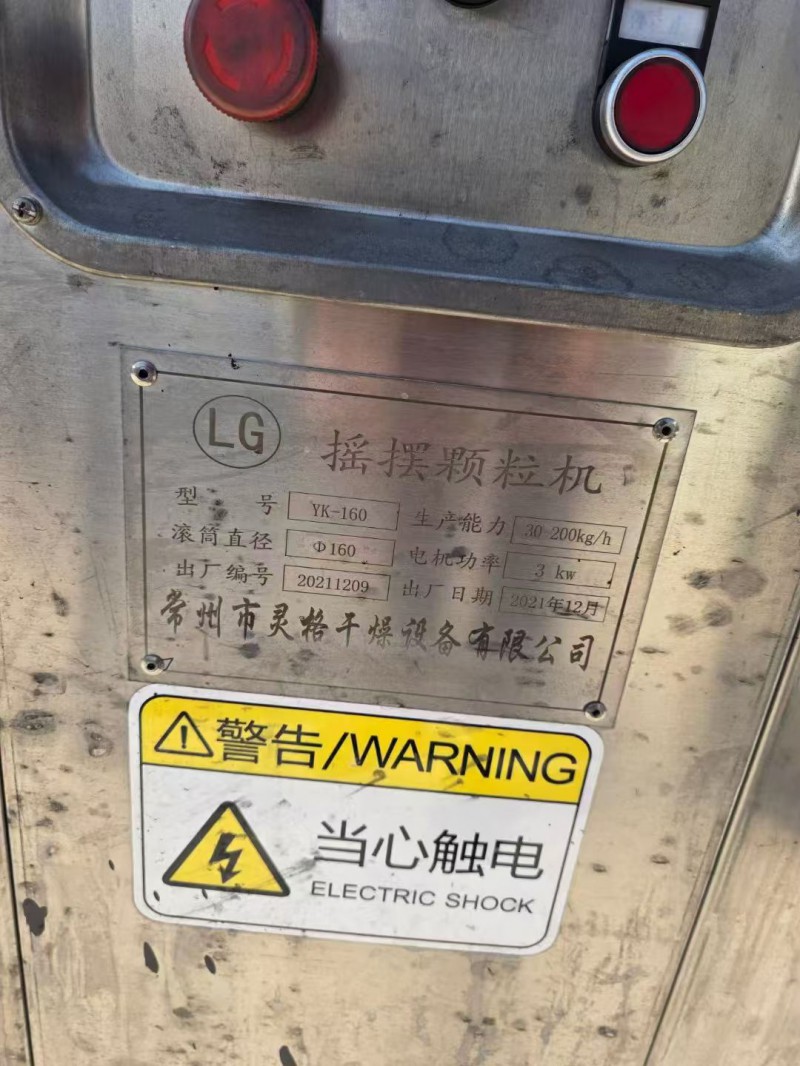 LG 摇摆颗粒机
型 号 YK-160 生产能力 30-200kg/h
滚筒直径 Φ160 电机功率 3 kw
出厂编号 20211209 出厂日期 2021年12月
常州市灵格干燥设备有限公司
警告/WARNING
当心触电
ELECTRIC SHOCK